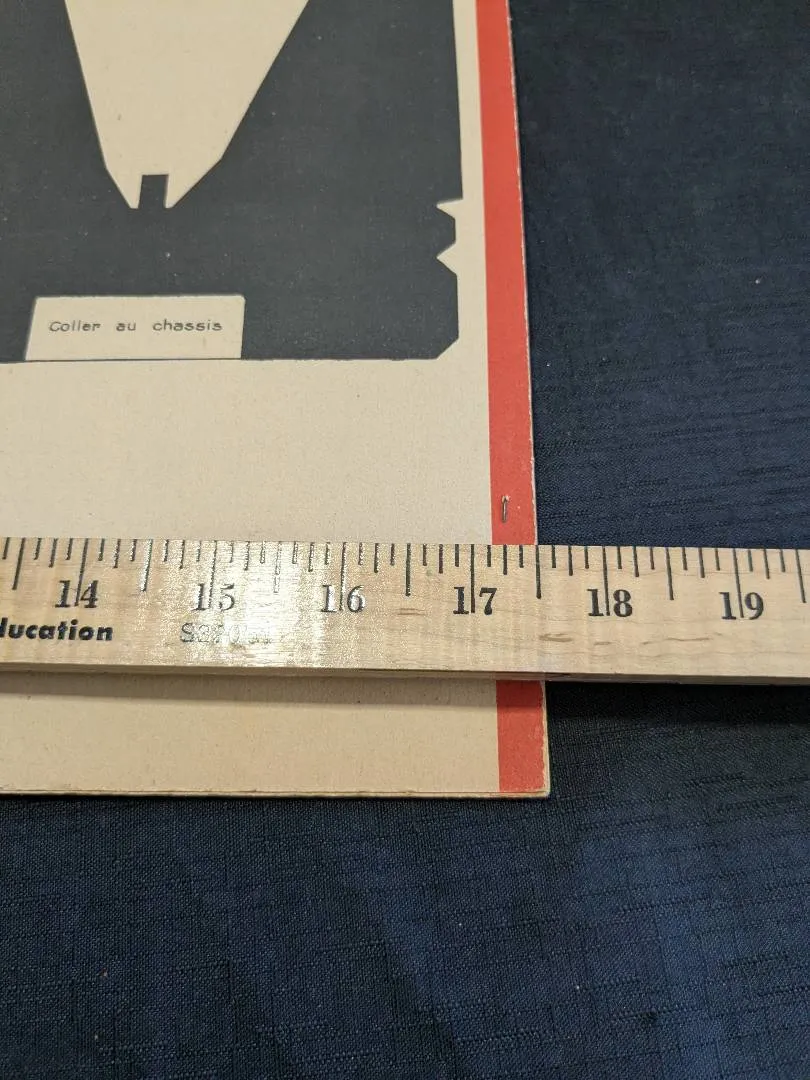 Coller au chassis
14 15 16 17 18 19
ducation